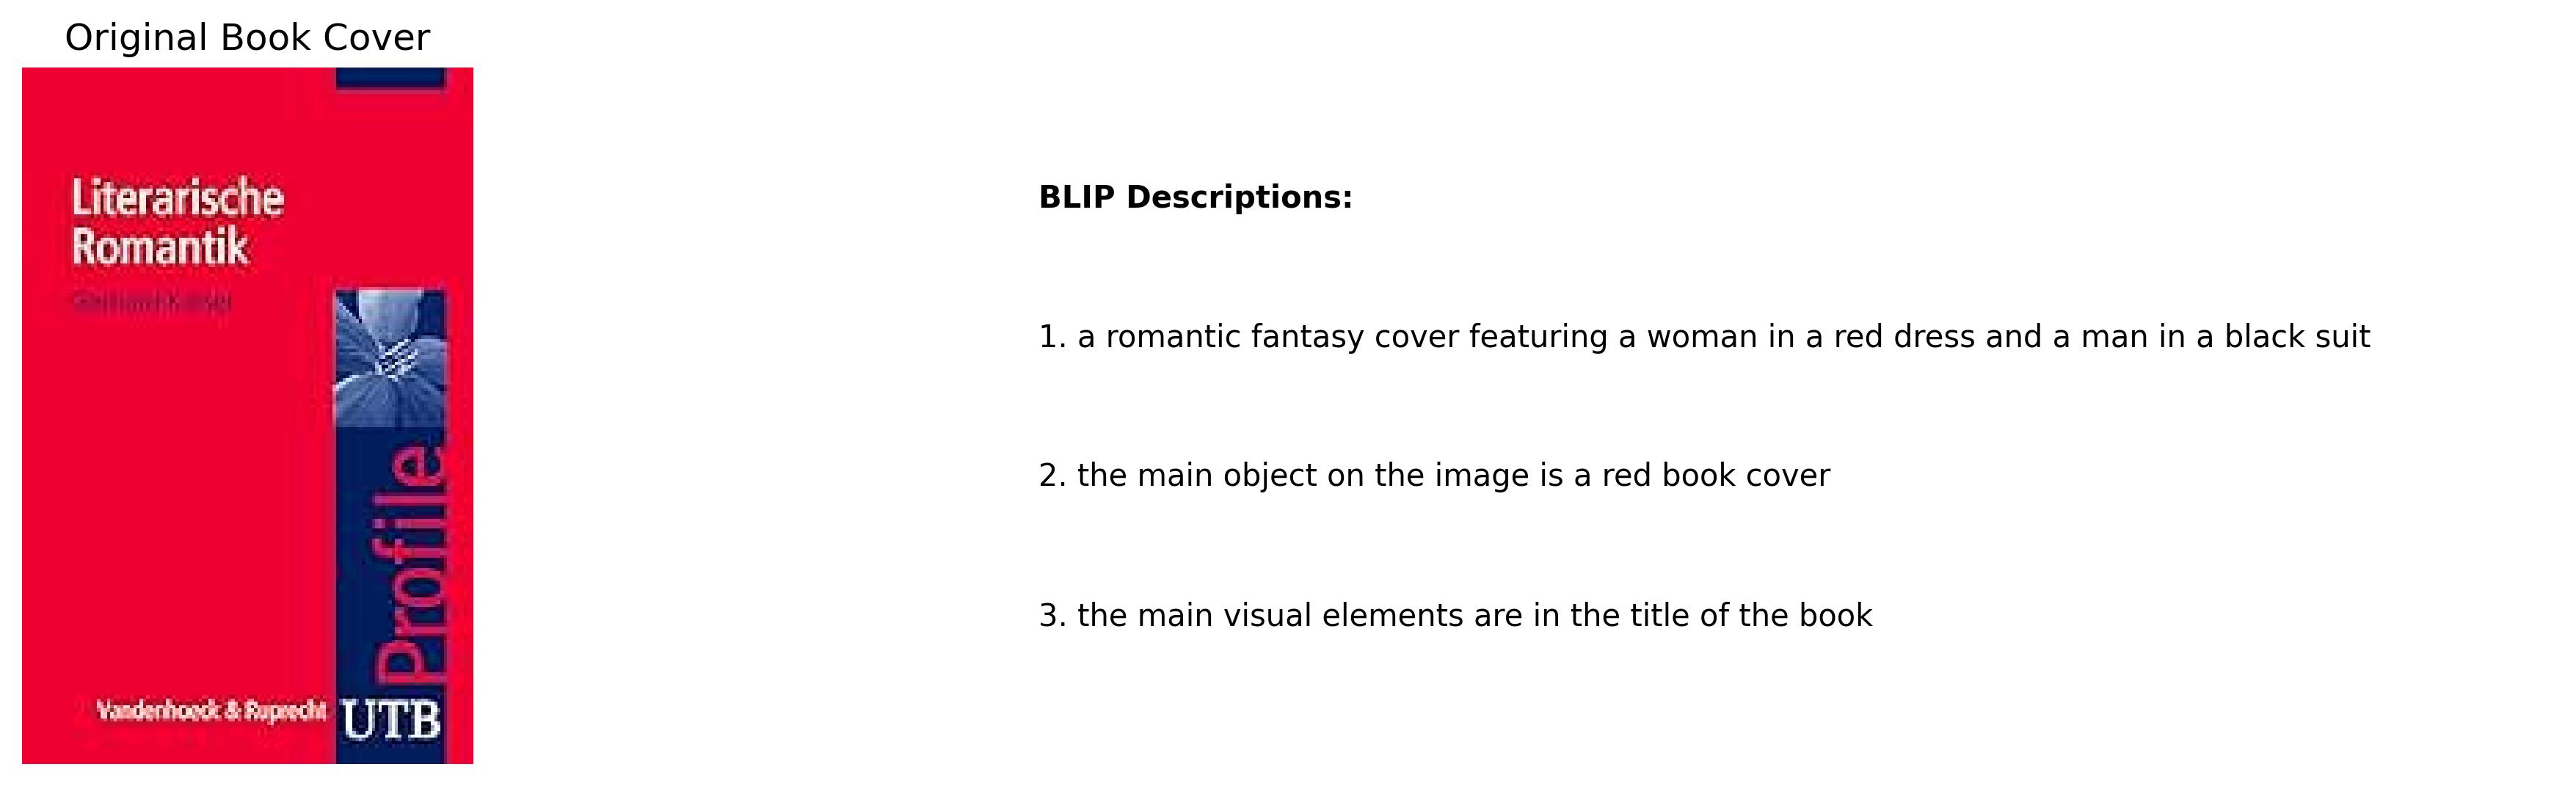 Original Book Cover
Literarische
Romantik
Profile
Vandenhoeck & Ruprecht
UTB
BLIP Descriptions:
1. a romantic fantasy cover featuring a woman in a red dress and a man in a black suit
2. the main object on the image is a red book cover
3. the main visual elements are in the title of the book